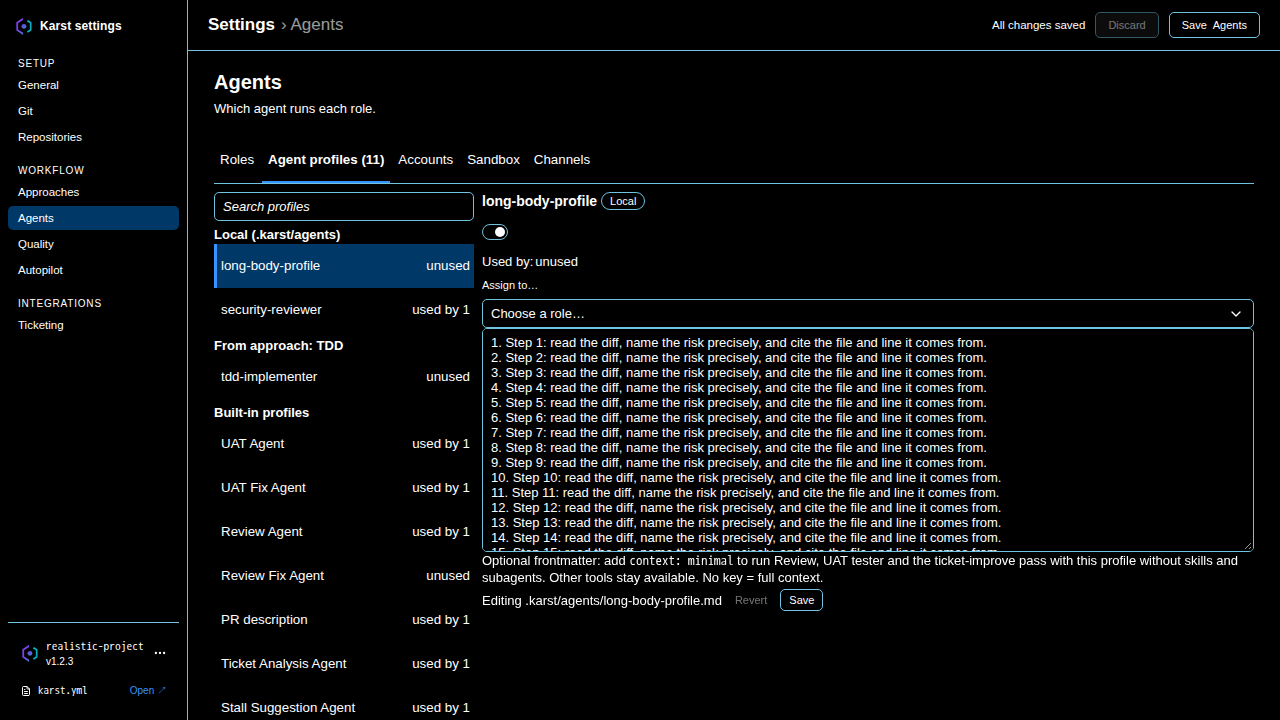 Karst settings
SETUP
General
Git
Repositories
WORKFLOW
Approaches
Agents
Quality
Autopilot
INTEGRATIONS
Ticketing
realistic-project
v1.2.3
karst.yml
Open ↗
Settings › Agents
All changes saved
Discard
Save Agents
Agents
Which agent runs each role.
Roles
Agent profiles (11)
Accounts
Sandbox
Channels
Search profiles
Local (.karst/agents)
long-body-profile unused
security-reviewer used by 1
From approach: TDD
tdd-implementer unused
Built-in profiles
UAT Agent used by 1
UAT Fix Agent used by 1
Review Agent used by 1
Review Fix Agent unused
PR description used by 1
Ticket Analysis Agent used by 1
Stall Suggestion Agent used by 1
long-body-profile Local
Used by: unused
Assign to…
Choose a role…
1. Step 1: read the diff, name the risk precisely, and cite the file and line it comes from.
2. Step 2: read the diff, name the risk precisely, and cite the file and line it comes from.
3. Step 3: read the diff, name the risk precisely, and cite the file and line it comes from.
4. Step 4: read the diff, name the risk precisely, and cite the file and line it comes from.
5. Step 5: read the diff, name the risk precisely, and cite the file and line it comes from.
6. Step 6: read the diff, name the risk precisely, and cite the file and line it comes from.
7. Step 7: read the diff, name the risk precisely, and cite the file and line it comes from.
8. Step 8: read the diff, name the risk precisely, and cite the file and line it comes from.
9. Step 9: read the diff, name the risk precisely, and cite the file and line it comes from.
10. Step 10: read the diff, name the risk precisely, and cite the file and line it comes from.
11. Step 11: read the diff, name the risk precisely, and cite the file and line it comes from.
12. Step 12: read the diff, name the risk precisely, and cite the file and line it comes from.
13. Step 13: read the diff, name the risk precisely, and cite the file and line it comes from.
14. Step 14: read the diff, name the risk precisely, and cite the file and line it comes from.
15. Step 15: read the diff, name the risk precisely, and cite the file and line it comes from.
Optional frontmatter: add context: minimal to run Review, UAT tester and the ticket-improve pass with this profile without skills and
subagents. Other tools stay available. No key = full context.
Editing .karst/agents/long-body-profile.md
Revert
Save